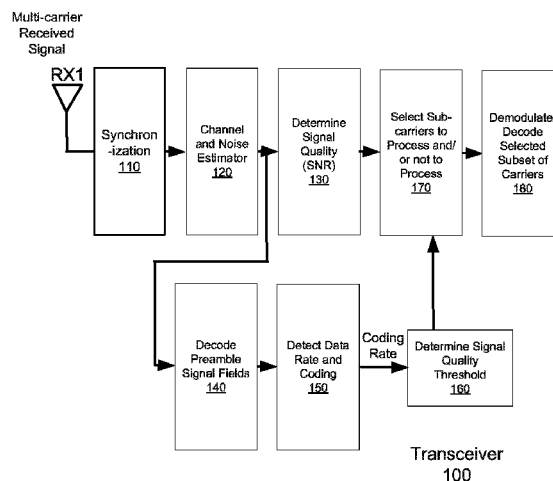 Multi-carrier
Received
Signal
RX1
Synchron
-ization
110
Channel
and Noise
Estimator
120
Determine
Signal
Quality
(SNR)
130
Select Sub-
carriers to
Process and/
or not to
Process
170
Demodulate/
Decode
Selected
Subset of
Carriers
180
Decode
Preamble
Signal Fields
140
Detect Data
Rate and
Coding
150
Coding
Rate
Determine Signal
Quality
Threshold
160
Transceiver
100